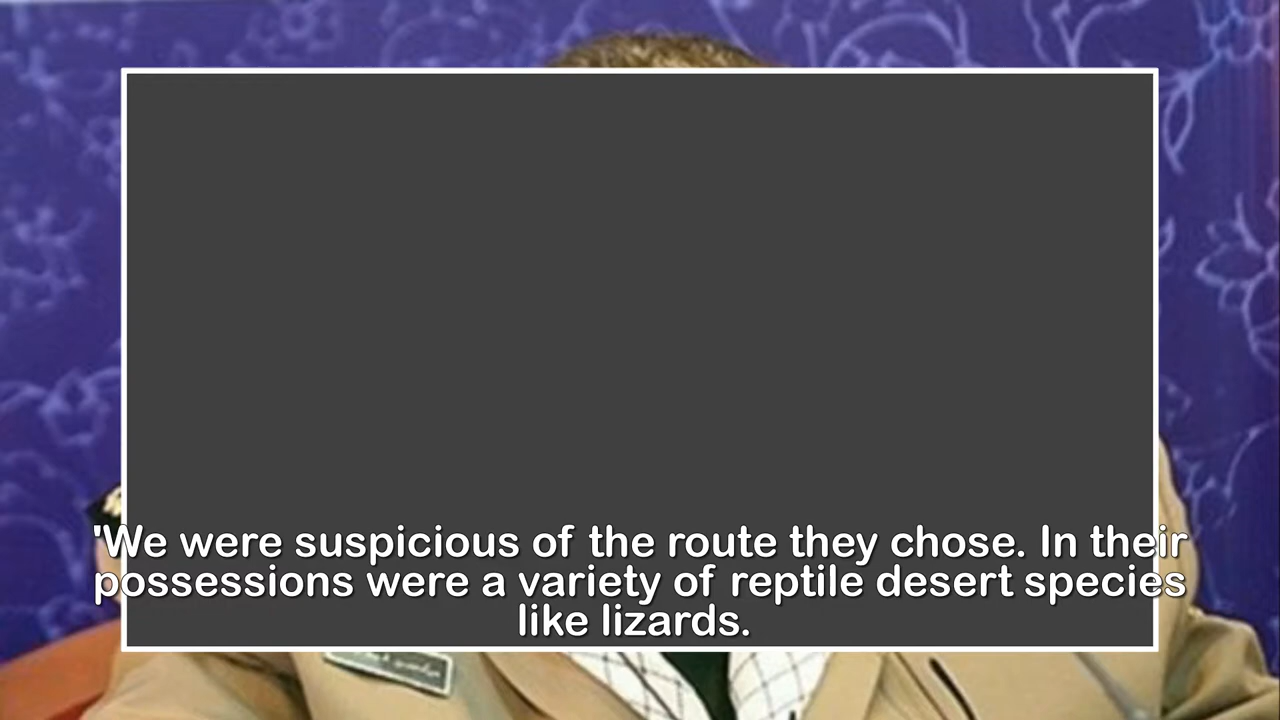 'We were suspicious of the route they chose. In their
possessions were a variety of reptile desert species
like lizards.